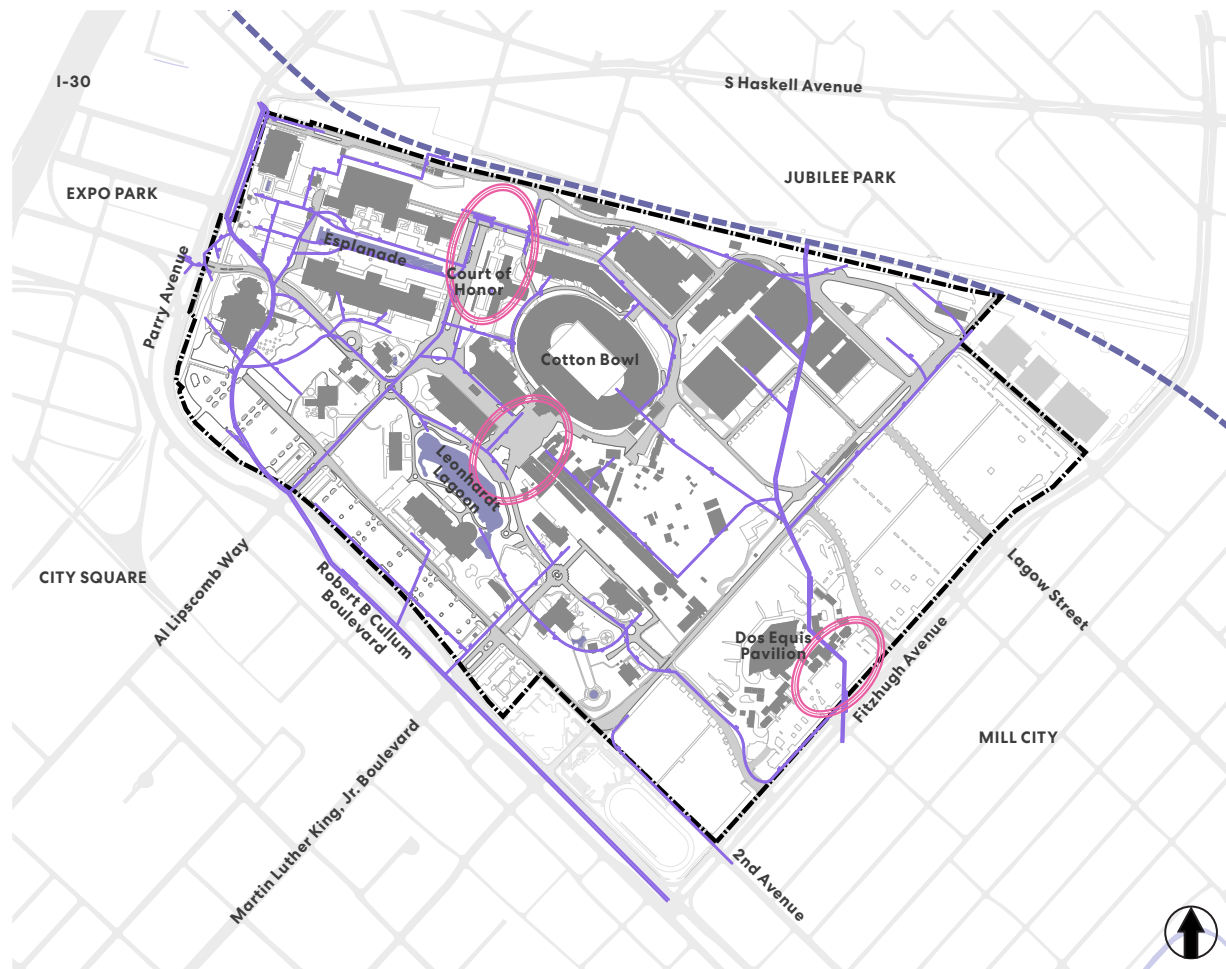 I-30
S Haskell Avenue
EXPO PARK
JUBILEE PARK
Parry Avenue
Esplanade
Court of
Honor
Cotton Bowl
Leonhardt
Lagoon
CITY SQUARE
Al Lipscomb Way
Robert B Cullum
Boulevard
Lagow Street
Dos Equis
Pavilion
Fitzhugh Avenue
MILL CITY
Martin Luther King, Jr. Boulevard
2nd Avenue